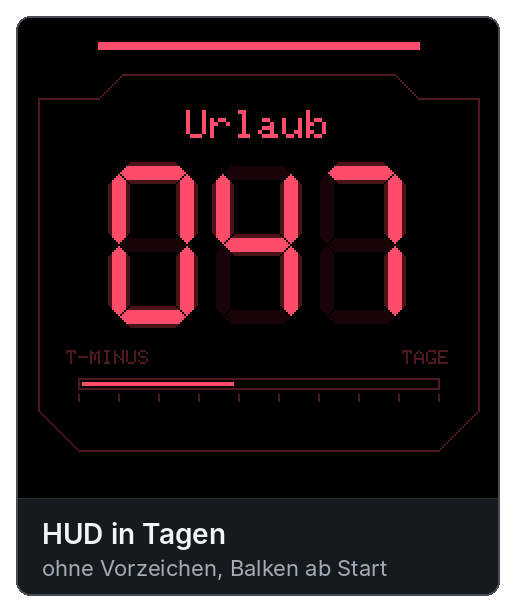 Urlaub
047
T-MINUS TAGE
HUD in Tagen
ohne Vorzeichen, Balken ab Start